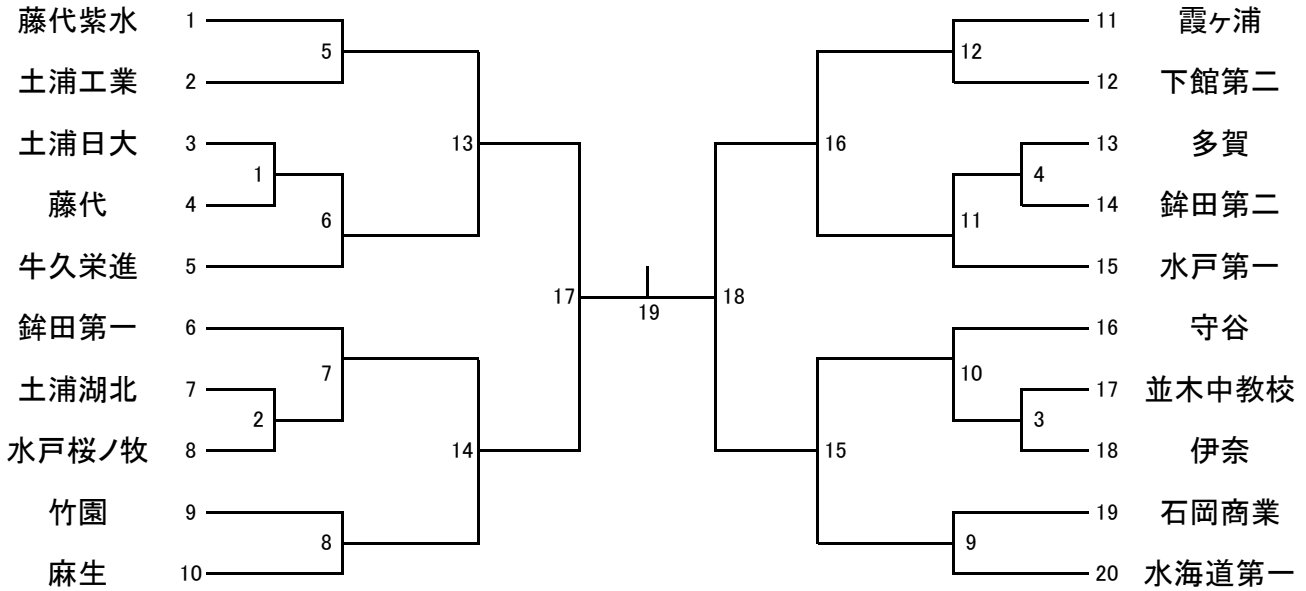 藤代紫水 1 5 12 11 霞ヶ浦
土浦工業 2 12 下館第二
土浦日大 3 1 13 16 4 13 多賀
藤代 4 6 11 14 鉾田第二
牛久栄進 5 15 水戸第一
17 19 18
鉾田第一 6 7 10 16 守谷
土浦湖北 7 2 3 17 並木中教校
水戸桜ノ牧 8 14 15 18 伊奈
竹園 9 8 9 19 石岡商業
麻生 10 20 水海道第一